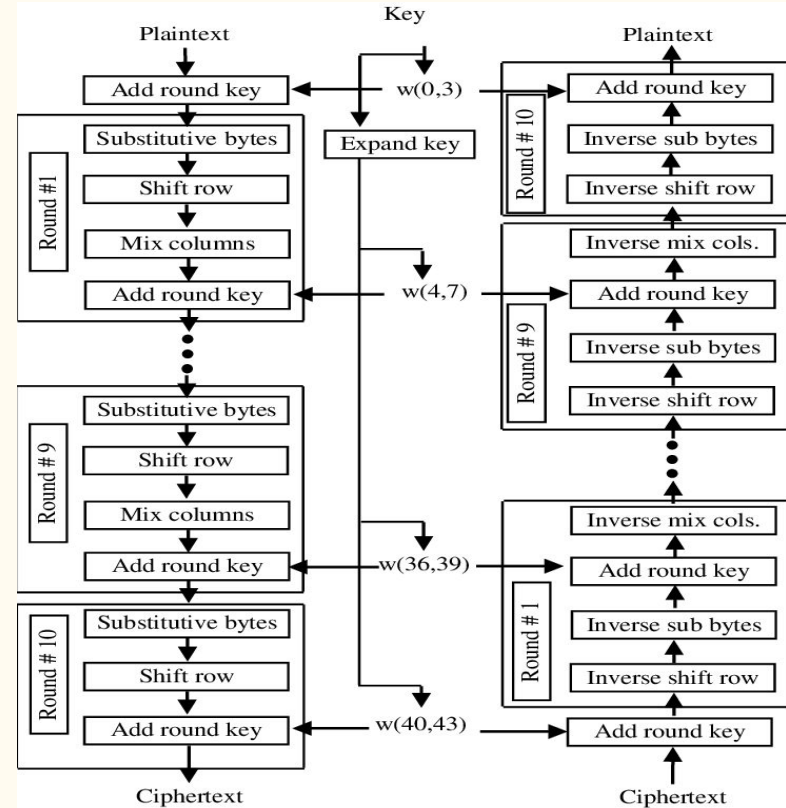 Key
Plaintext
Add round key
Round #1
Substitutive bytes
Shift row
Mix columns
Add round key
Round # 9
Substitutive bytes
Shift row
Mix columns
Add round key
Round # 10
Substitutive bytes
Shift row
Add round key
Ciphertext
Expand key
w(0,3)
w(4,7)
w(36,39)
w(40,43)
Plaintext
Round # 10
Add round key
Inverse sub bytes
Inverse shift row
Round # 9
Inverse mix cols.
Add round key
Inverse sub bytes
Inverse shift row
Round # 1
Inverse mix cols.
Add round key
Inverse sub bytes
Inverse shift row
Add round key
Ciphertext